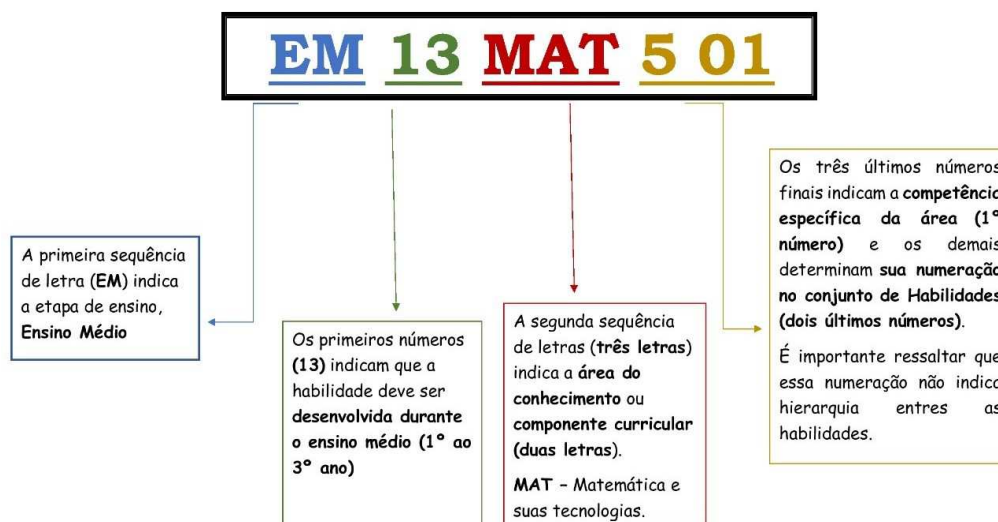 EM 13 MAT 5 01
A primeira sequência
de letra (EM) indica
a etapa de ensino,
Ensino Médio
Os primeiros números
(13) indicam que a
habilidade deve ser
desenvolvida durante
o ensino médio (1º ao
3º ano)
A segunda sequência
de letras (três letras)
indica a área do
conhecimento ou
componente curricular
(duas letras).
MAT – Matemática e
suas tecnologias.
Os três últimos números
finais indicam a competência
específica da área (1º
número) e os demais
determinam sua numeração
no conjunto de Habilidades
(dois últimos números).
É importante ressaltar que
essa numeração não indica
hierarquia entres as
habilidades.